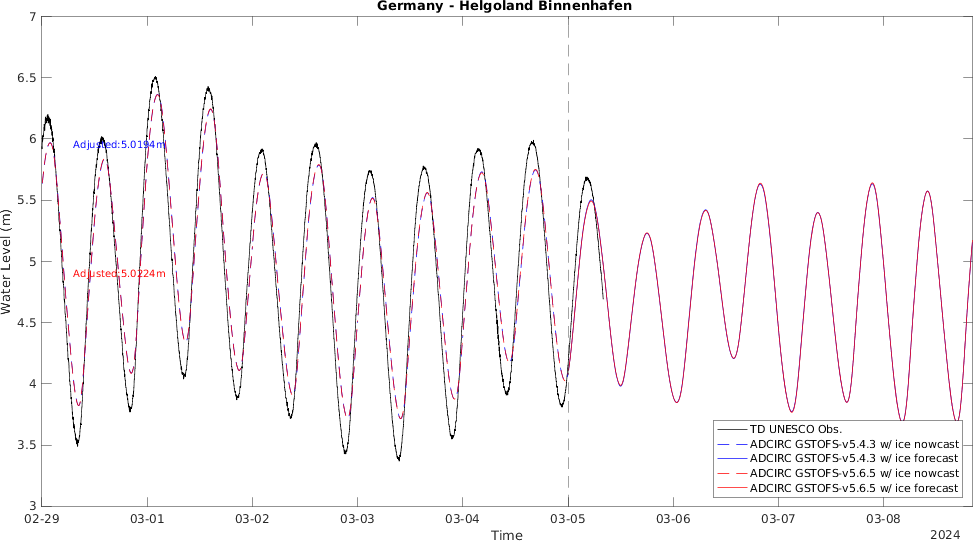 Germany - Helgoland Binnenhafen
7
6.5
6
5.5
5
4.5
4
3.5
3
Water Level (m)
Adjusted:5.0194m
Adjusted:5.0224m
TD UNESCO Obs.
ADCIRC GSTOFS-v5.4.3 w/ ice nowcast
ADCIRC GSTOFS-v5.4.3 w/ ice forecast
ADCIRC GSTOFS-v5.6.5 w/ ice nowcast
ADCIRC GSTOFS-v5.6.5 w/ ice forecast
02-29 03-01 03-02 03-03 03-04 03-05 03-06 03-07 03-08
Time
2024